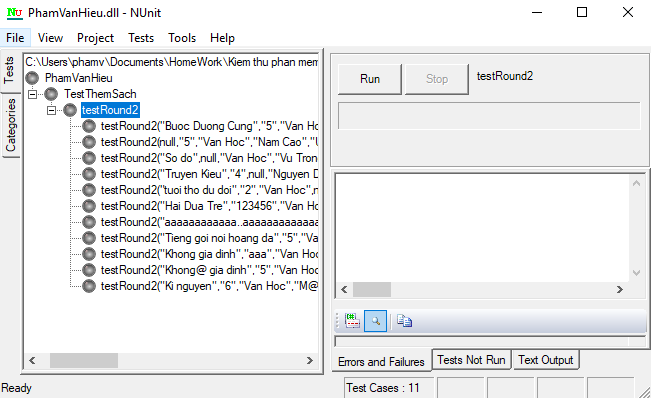 NU PhamVanHieu.dll - NUnit
File View Project Tests Tools Help
Tests
Categories
C:\Users\phamv\Documents\HomeWork\Kiem thu phan mem
PhamVanHieu
TestThemSach
testRound2
testRound2("Buoc Duong Cung","5","Van Ho
testRound2(null,"5","Van Hoc","Nam Cao","
testRound2("So do",null,"Van Hoc","Vu Tron
testRound2("Truyen Kieu","4",null,"Nguyen D
testRound2("tuoi tho du doi","2","Van Hoc",n
testRound2("Hai Dua Tre","123456","Van Ho
testRound2("aaaaaaaaaaaa..aaaaaaaaaaaaa
testRound2("Tieng goi noi hoang da","5","Va
testRound2("Khong gia dinh","aaa","Van Hoc
testRound2("Khong@ gia dinh","5","Van Hoc
testRound2("Ki nguyen","6","Van Hoc","M@
Run
Stop
testRound2
Errors and Failures
Tests Not Run
Text Output
Ready
Test Cases : 11